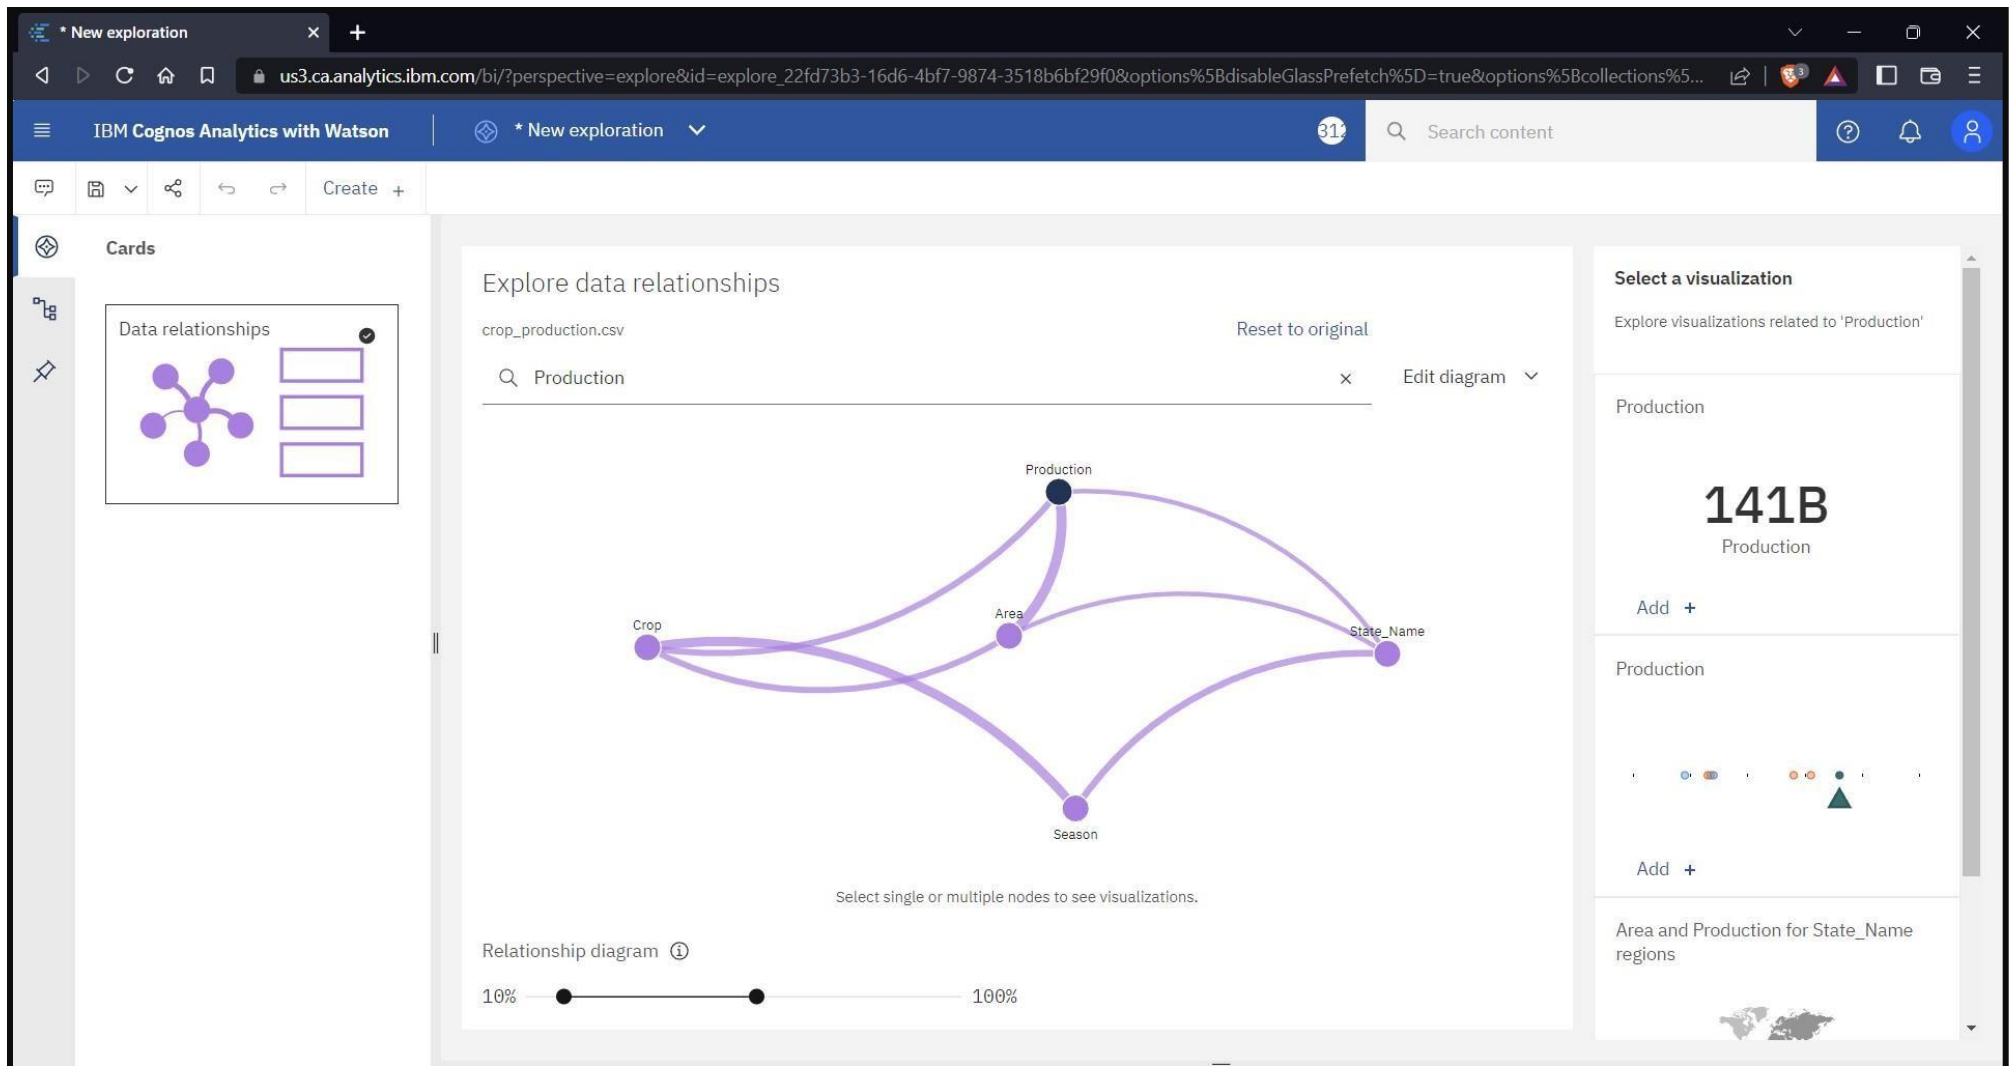 * New exploration
us3.ca.analytics.ibm.com/bi/?perspective=explore&id=explore_22fd73b3-16d6-4bf7-9874-3518b6bf29f0&options%5BdisableGlassPrefetch%5D=true&options%5Bcollections%5...
3
IBM Cognos Analytics with Watson
* New exploration
Search content
Create +
Cards
Data relationships
Explore data relationships
crop_production.csv
Reset to original
Production
Edit diagram
Production
Crop
Area
State_Name
Season
Select single or multiple nodes to see visualizations.
Relationship diagram
10%
100%
Select a visualization
Explore visualizations related to 'Production'
Production
141B
Production
Add +
Production
Add +
Area and Production for State_Name
regions